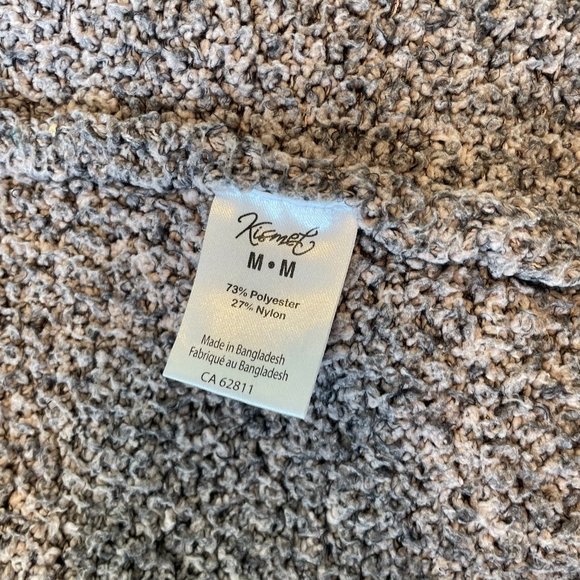 Kismet
M • M
73% Polyester
27% Nylon
Made in Bangladesh
Fabriqué au Bangladesh
CA 62811